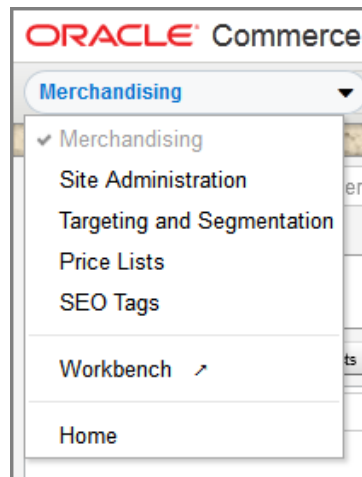 ORACLE Commerce
Merchandising
Merchandising
Site Administration
Targeting and Segmentation
Price Lists
SEO Tags
Workbench
Home